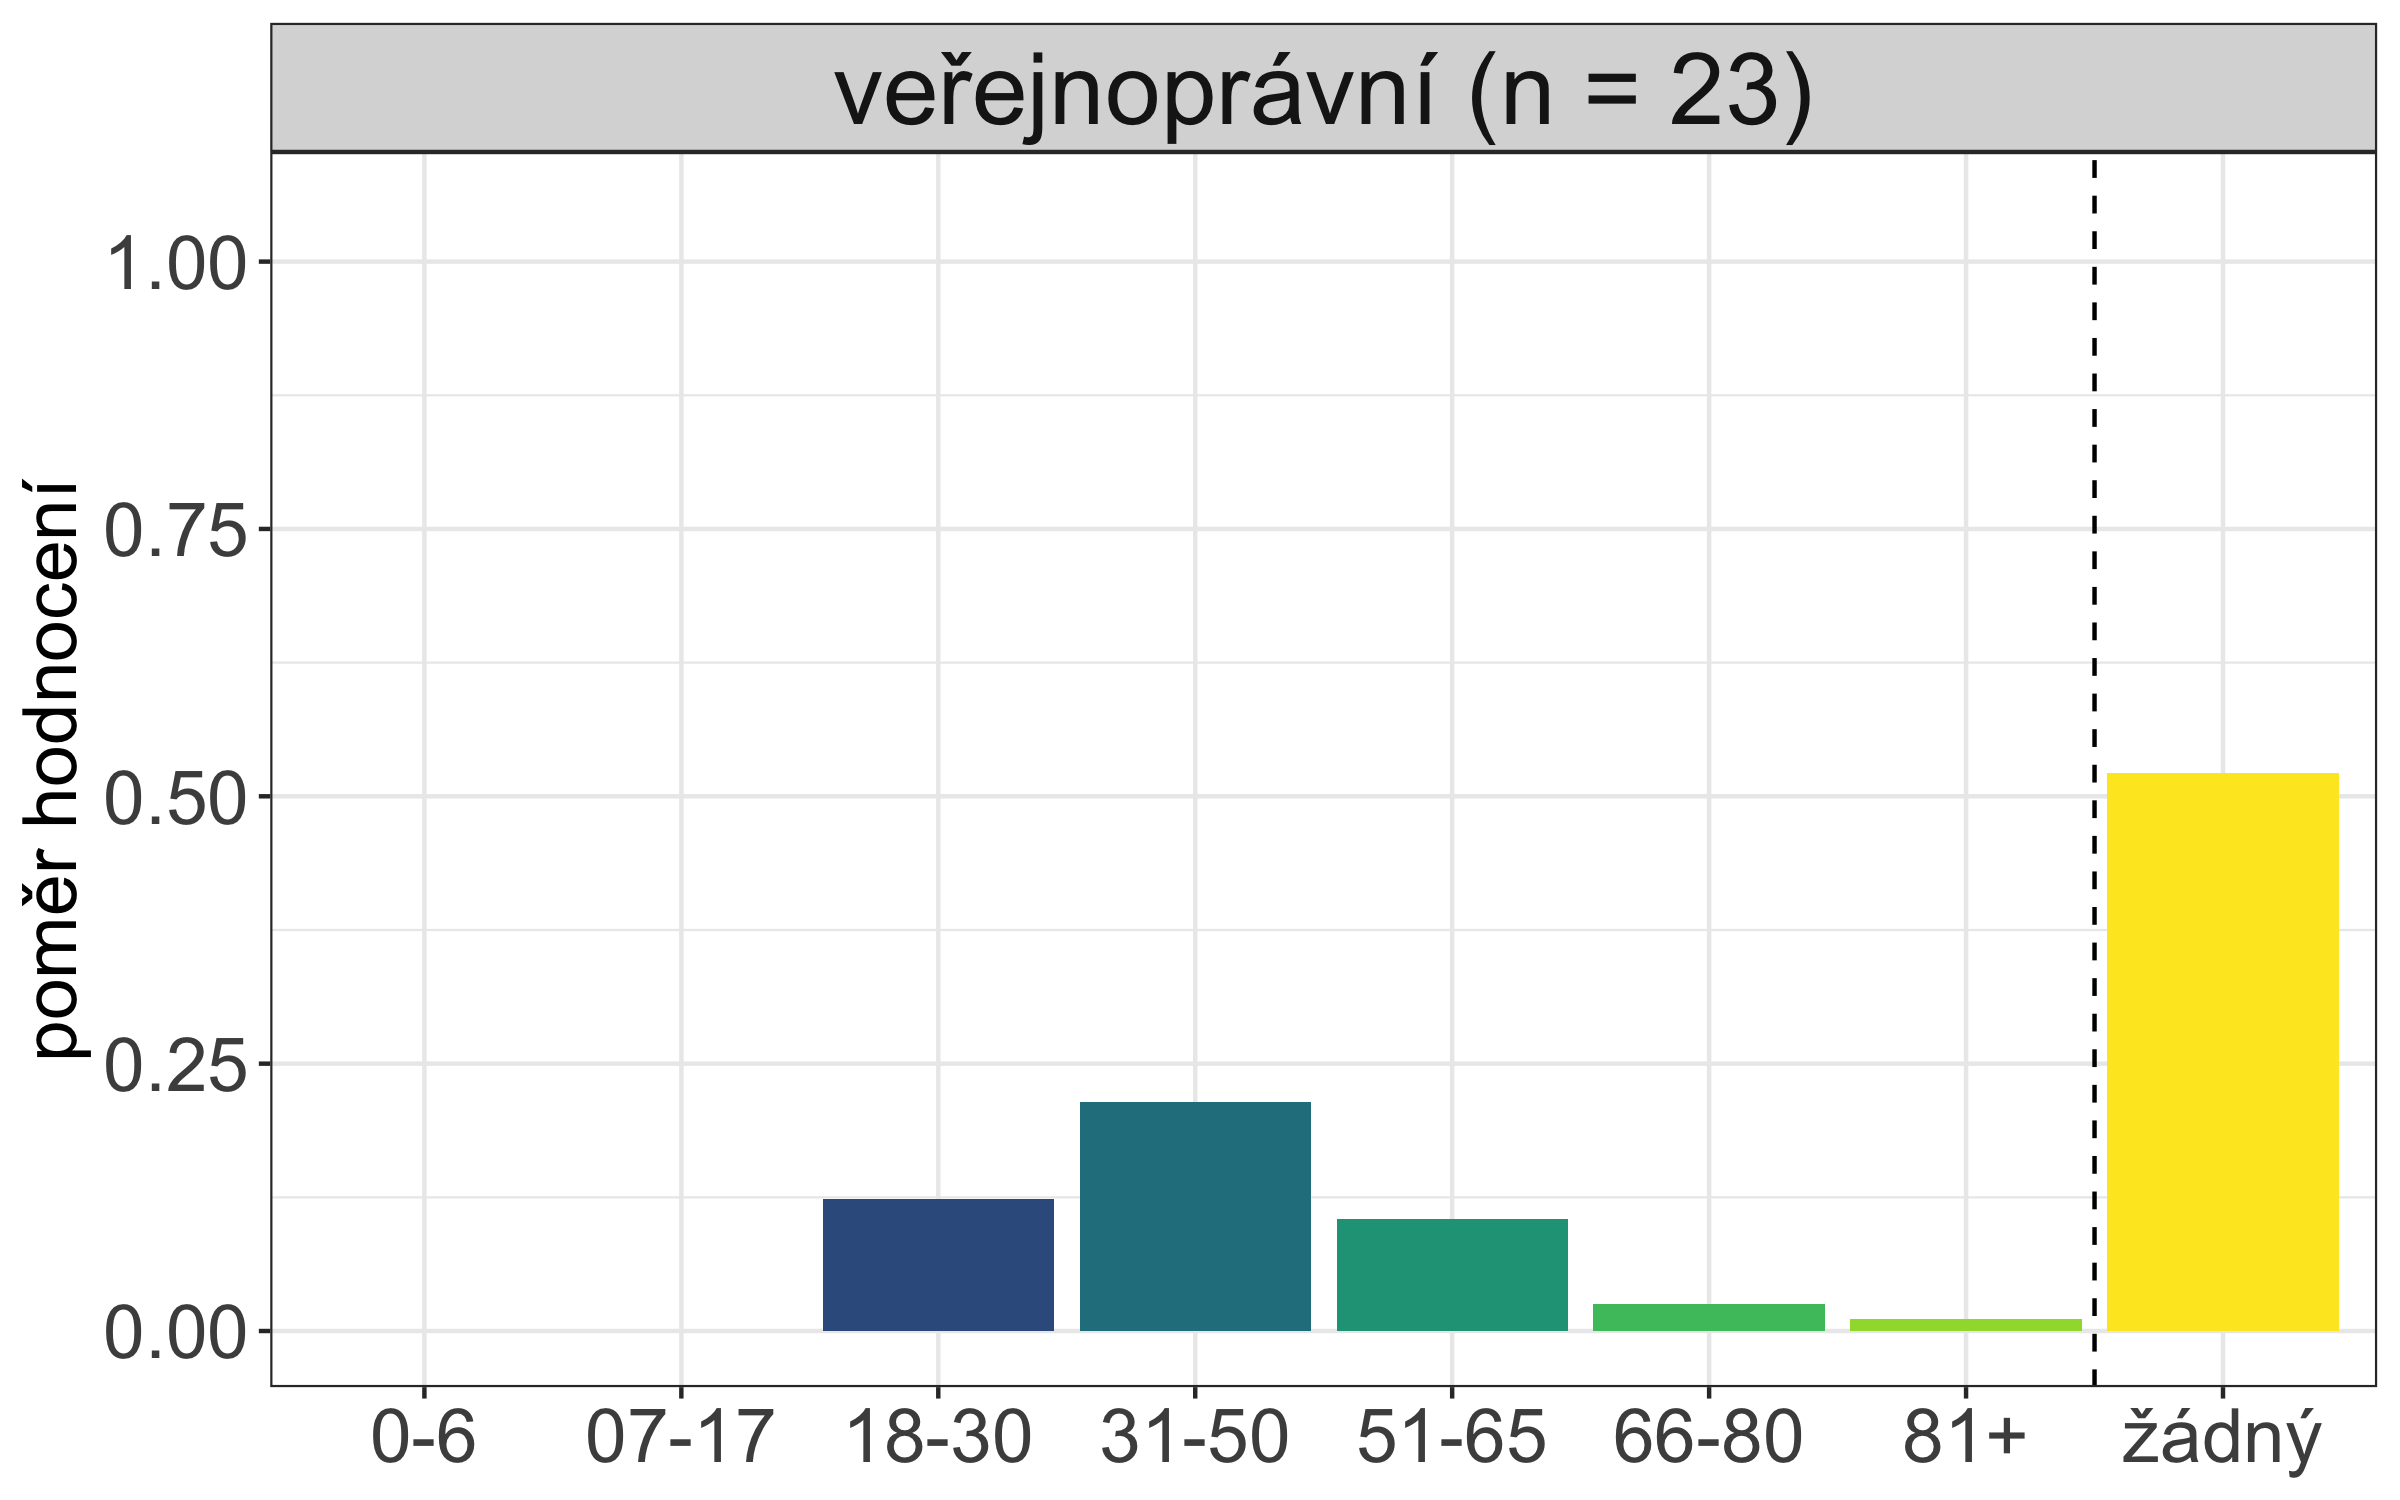 veřejnoprávní (n = 23)
poměr hodnocení
1.00
0.75
0.50
0.25
0.00
0-6 07-17 18-30 31-50 51-65 66-80 81+ žádný